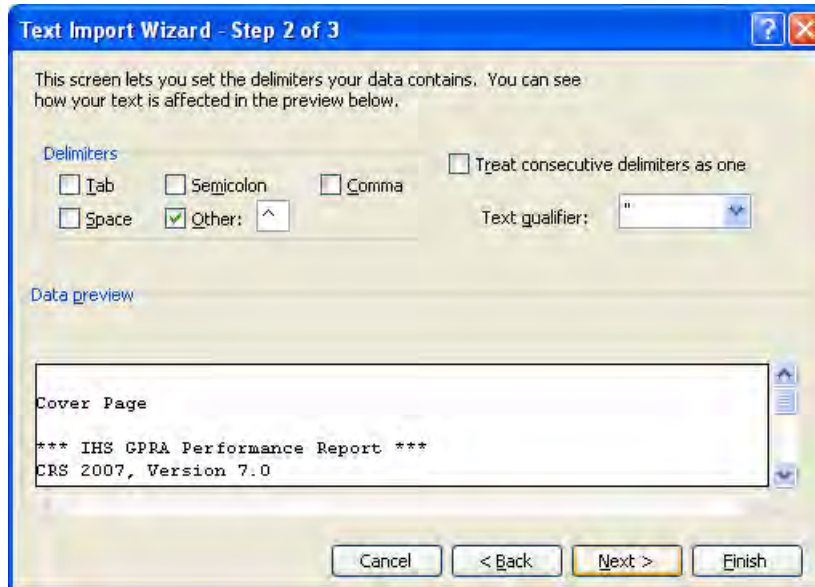 Text Import Wizard - Step 2 of 3
This screen lets you set the delimiters your data contains. You can see
how your text is affected in the preview below.
Delimiters
Tab Semicolon Comma
Space Other: ^
Treat consecutive delimiters as one
Text qualifier: "
Data preview
Cover Page
*** IHS GPRA Performance Report ***
CRS 2007, Version 7.0
Cancel < Back Next > Finish